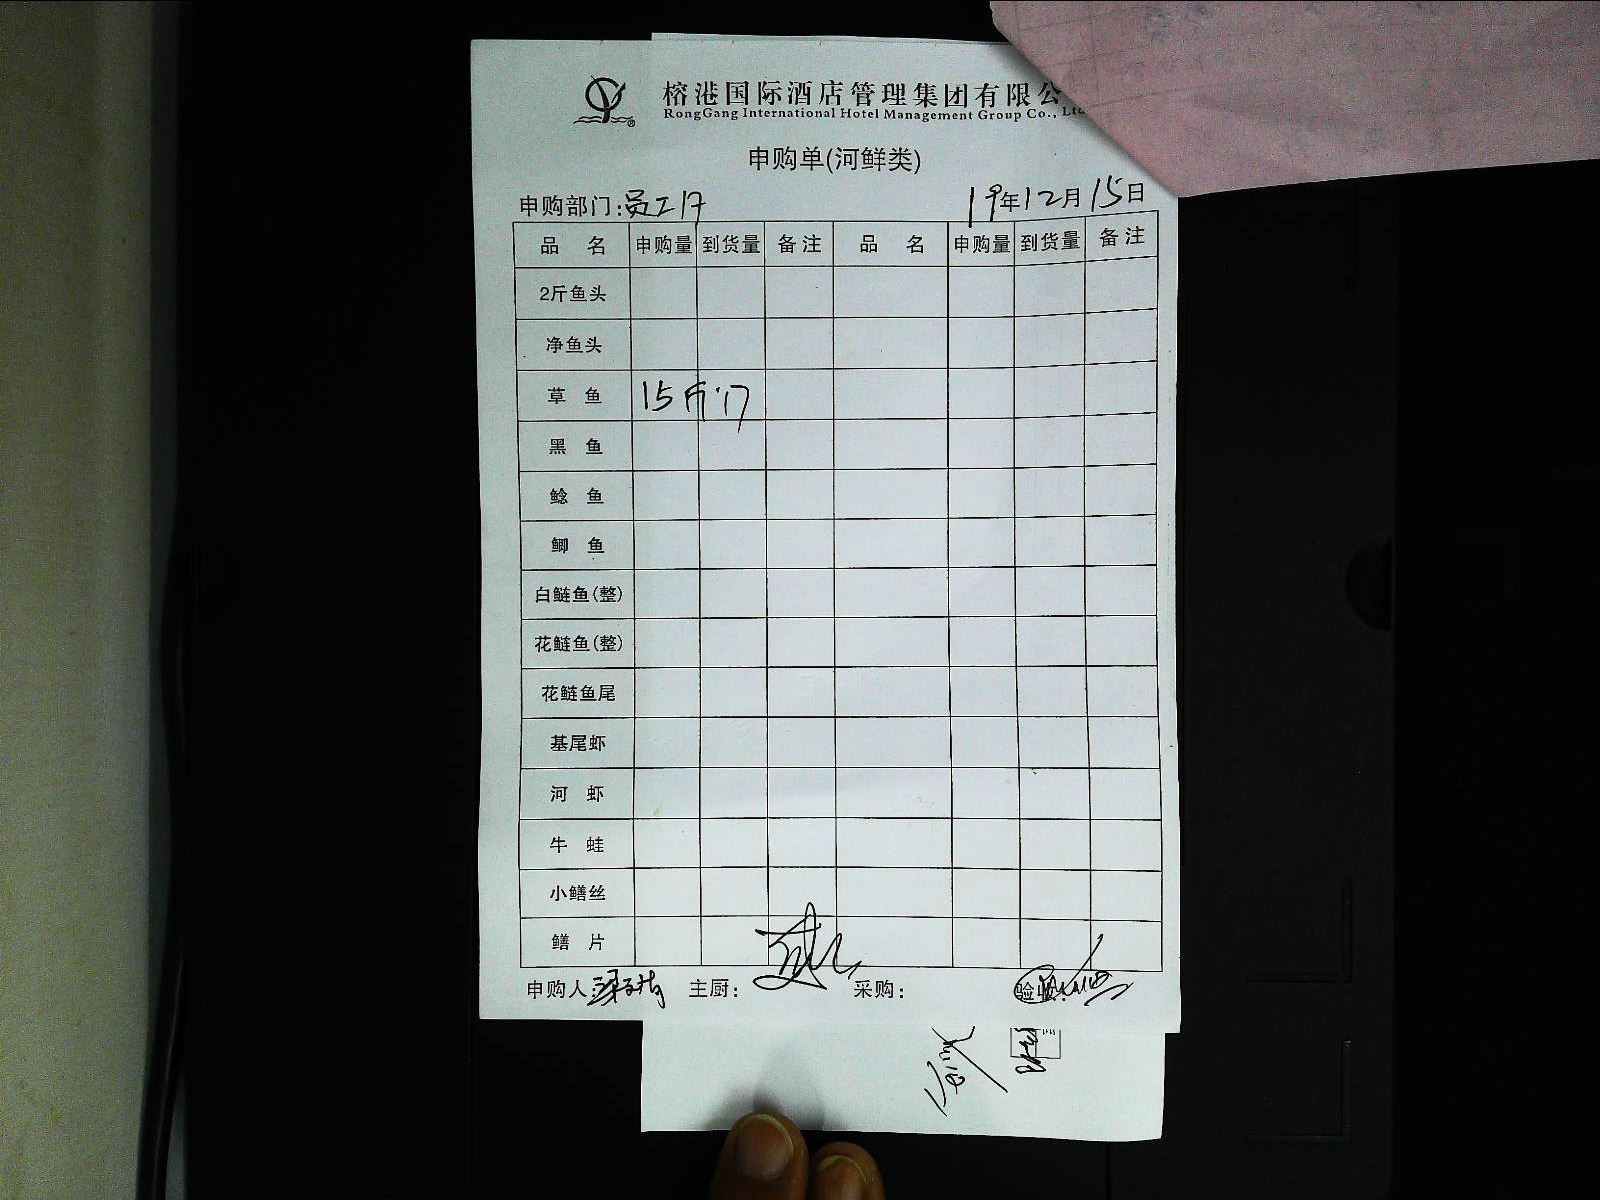 榕港国际酒店管理集团有限公
RongGang International Hotel Management Group Co., Ltd
申购单(河鲜类)
申购部门:员工 19年12月15日
品 名 申购量 到货量 备注 品 名 申购量 到货量 备注
2斤鱼头
净鱼头
草 鱼 15斤 17
黑 鱼
鲶 鱼
鲫 鱼
白鲢鱼(整)
花鲢鱼(整)
花鲢鱼尾
基尾虾
河 虾
牛 蛙
小鳝丝
鳝 片
申购人: 主厨: 采购: 验收: